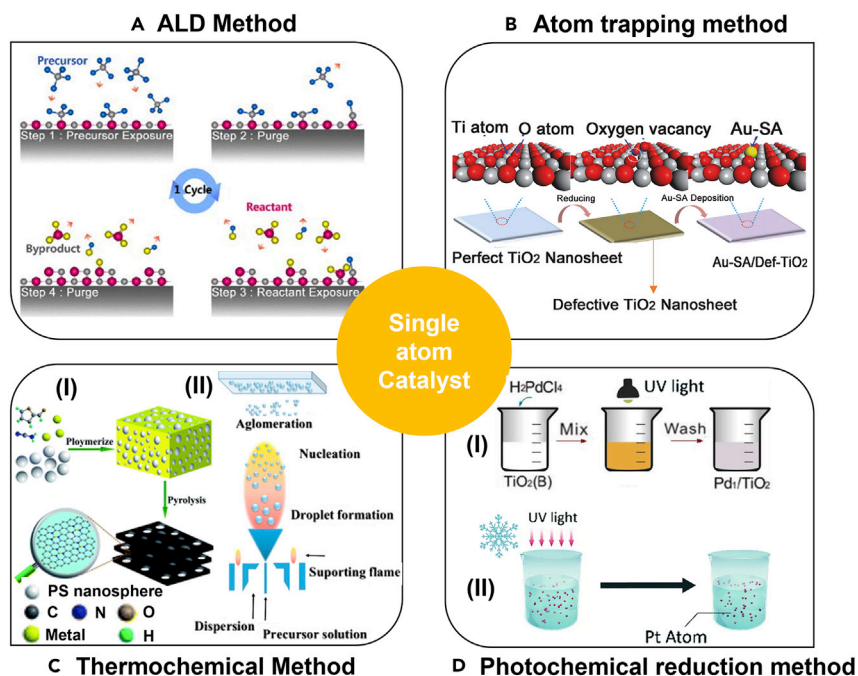 A ALD Method
Precursor
Step 1 : Precursor Exposure
Step 2 : Purge
1 Cycle
Reactant
Byproduct
Step 4 : Purge
Step 3 : Reactant Exposure
B Atom trapping method
Ti atom
O atom
Oxygen vacancy
Au-SA
Reducing
Au-SA Deposition
Perfect TiO2 Nanosheet
Au-SA/Def-TiO2
Defective TiO2 Nanosheet
Single
atom
Catalyst
(I)
Ploymerize
Pyrolysis
PS nanosphere
C N O
Metal H
(II)
Aglomeration
Nucleation
Droplet formation
Suporting flame
Dispersion
Precursor solution
C Thermochemical Method
H2PdCl4
UV light
(I)
Mix
Wash
TiO2(B)
Pd1/TiO2
UV light
(II)
Pt Atom
D Photochemical reduction method